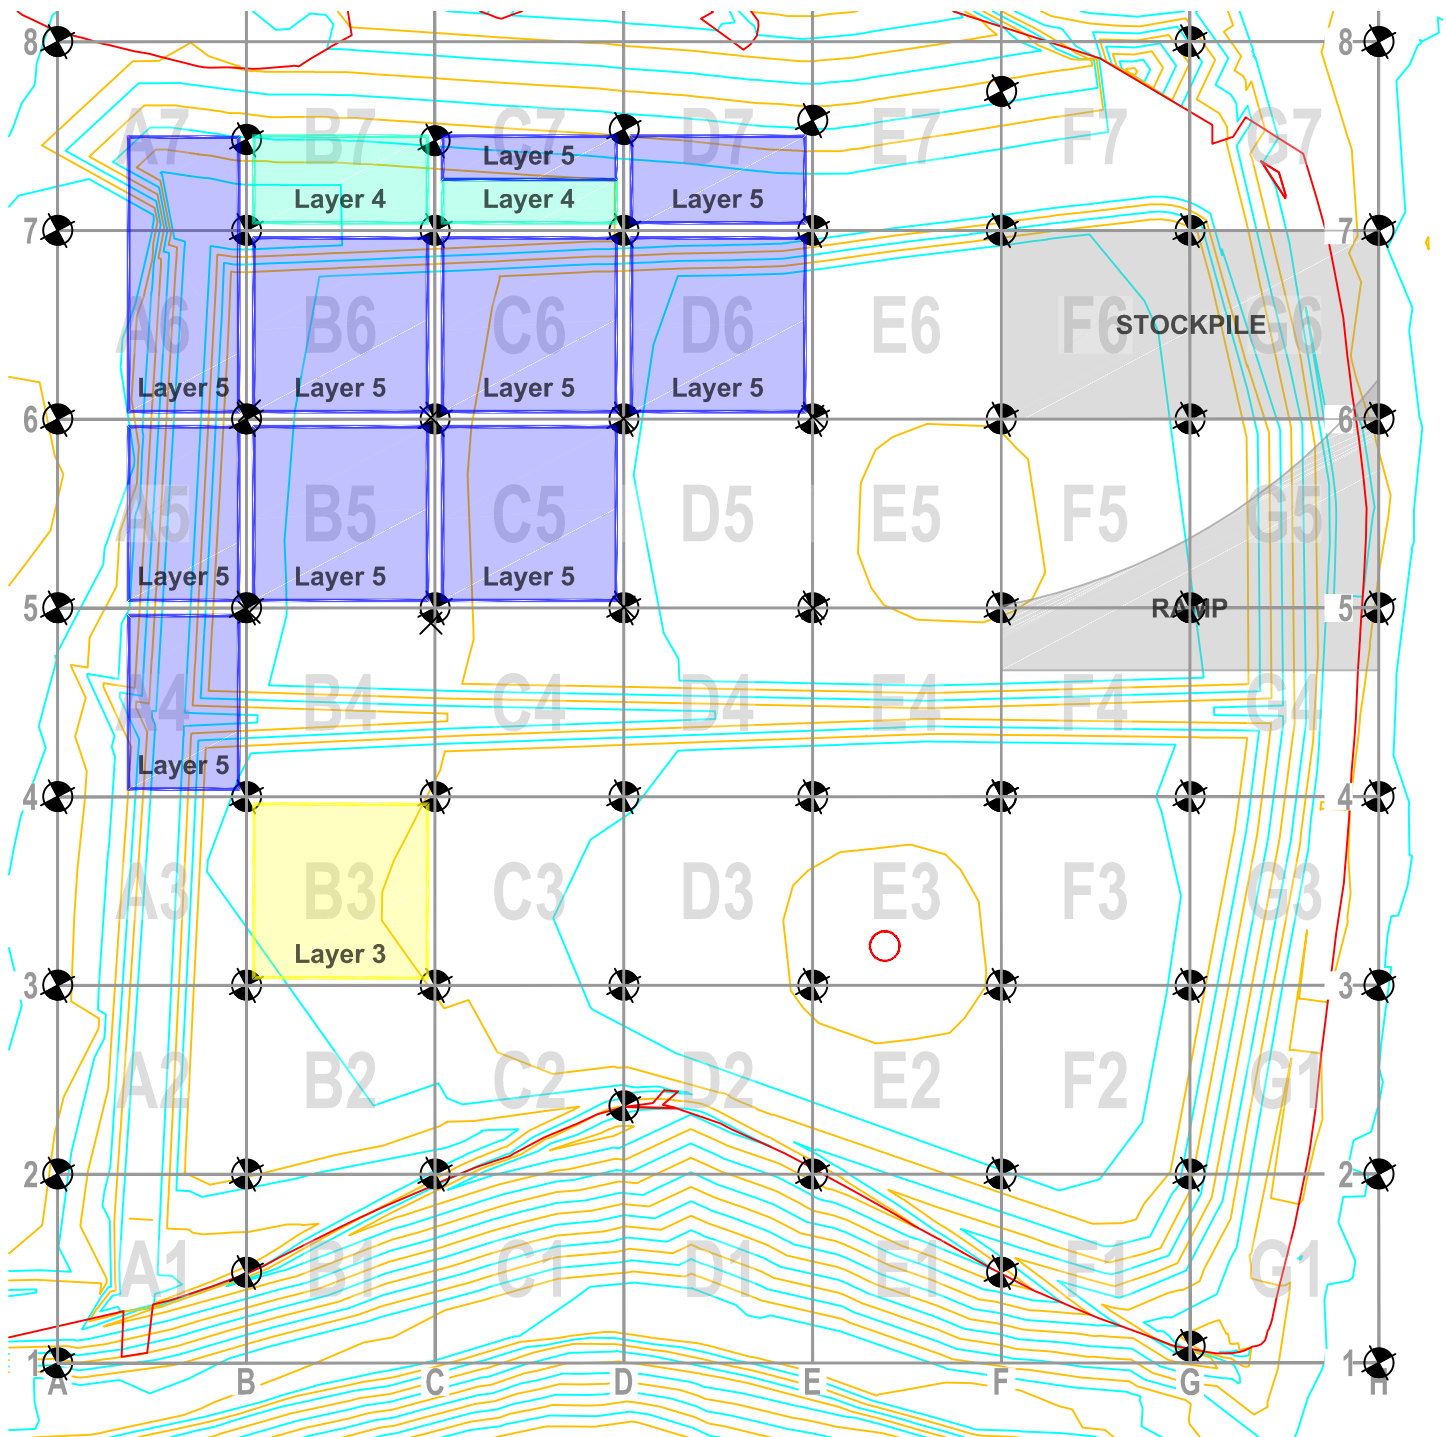 8 8
A7 B7 C7 D7 E7 F7 G7
Layer 5
Layer 4 Layer 4 Layer 5
7 7
A6 B6 C6 D6 E6 F6 G6
STOCKPILE
Layer 5 Layer 5 Layer 5 Layer 5
6 6
A5 B5 C5 D5 E5 F5 G5
Layer 5 Layer 5 Layer 5
5 RAMP 5
A4 B4 C4 D4 E4 F4 G4
Layer 5
4 4
A3 B3 C3 D3 E3 F3 G3
Layer 3
3 3
A2 B2 C2 D2 E2 F2 G1
2 2
A1 B1 C1 D1 E1 F1 G1
1 1
A B C D E F G H